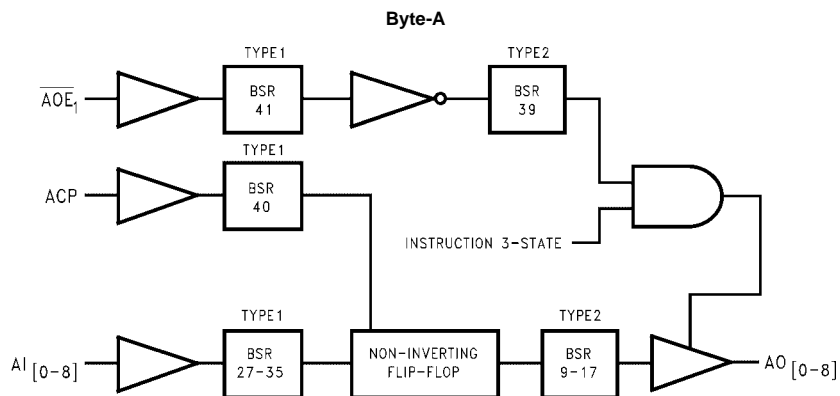 Byte-A
TYPE1
TYPE2
AOE₁
BSR
41
BSR
39
TYPE1
ACP
BSR
40
INSTRUCTION 3-STATE
TYPE1
TYPE2
AI [0-8]
BSR
27-35
NON-INVERTING
FLIP-FLOP
BSR
9-17
AO [0-8]